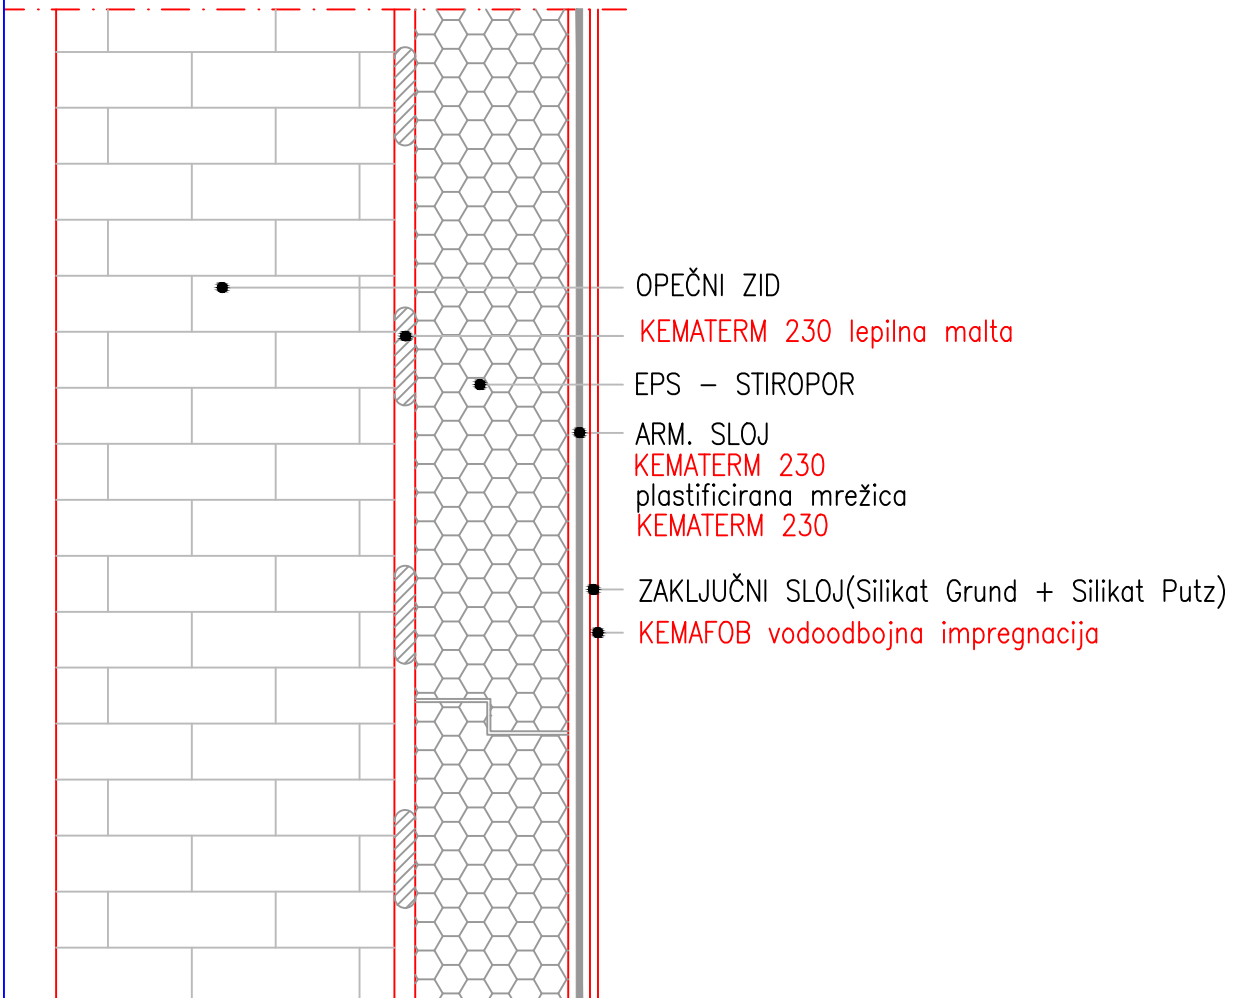 OPEČNI ZID
KEMATERM 230 lepilna malta
EPS - STIROPOR
ARM. SLOJ
KEMATERM 230
plastificirana mrežica
KEMATERM 230
ZAKLJUČNI SLOJ(Silikat Grund + Silikat Putz)
KEMAFOB vodoodbojna impregnacija